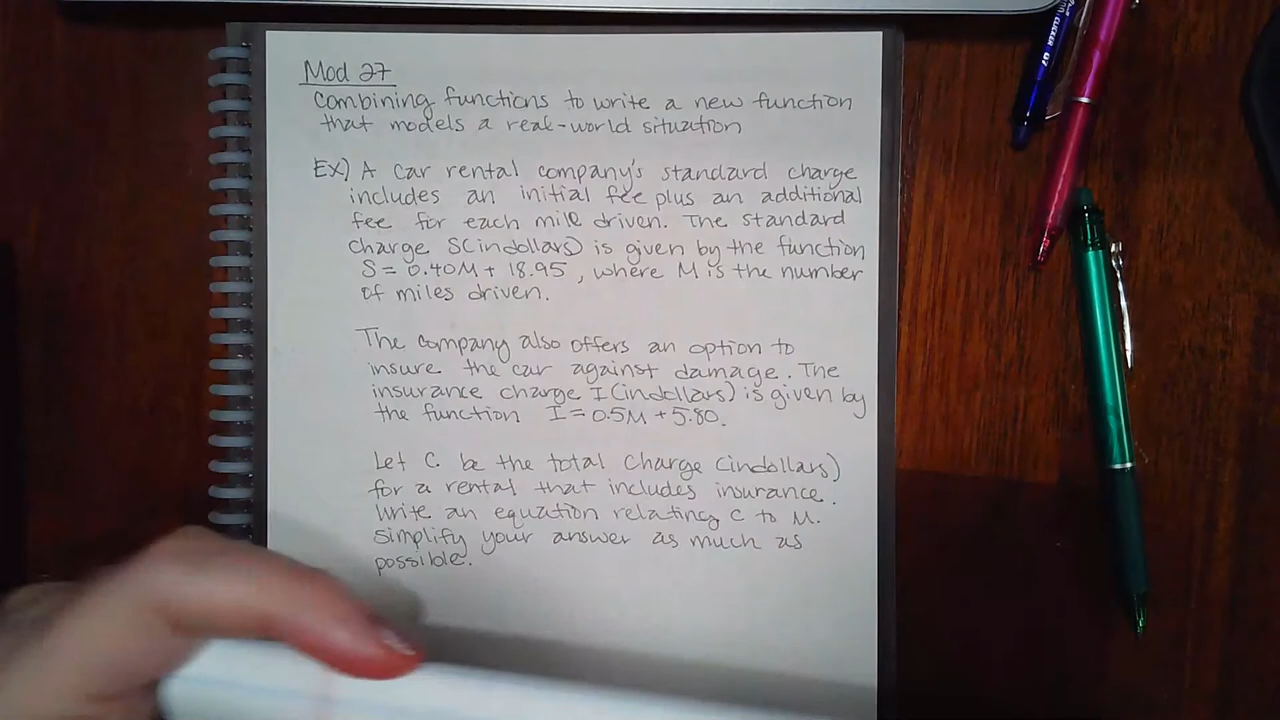 Mod 27
Combining functions to write a new function
that models a real-world situation
EX) A car rental company's standard charge
includes an initial fee plus an additional
fee for each mile driven. The standard
charge S(in dollars) is given by the function
S = 0.40M + 18.95, where M is the number
of miles driven.
The company also offers an option to
insure the car against damage. The
insurance charge I (in dollars) is given by
the function I = 0.5M + 5.80.
Let C be the total charge (in dollars)
for a rental that includes insurance.
Write an equation relating C to M.
simplify your answer as much as
possible.
CLICKER 07